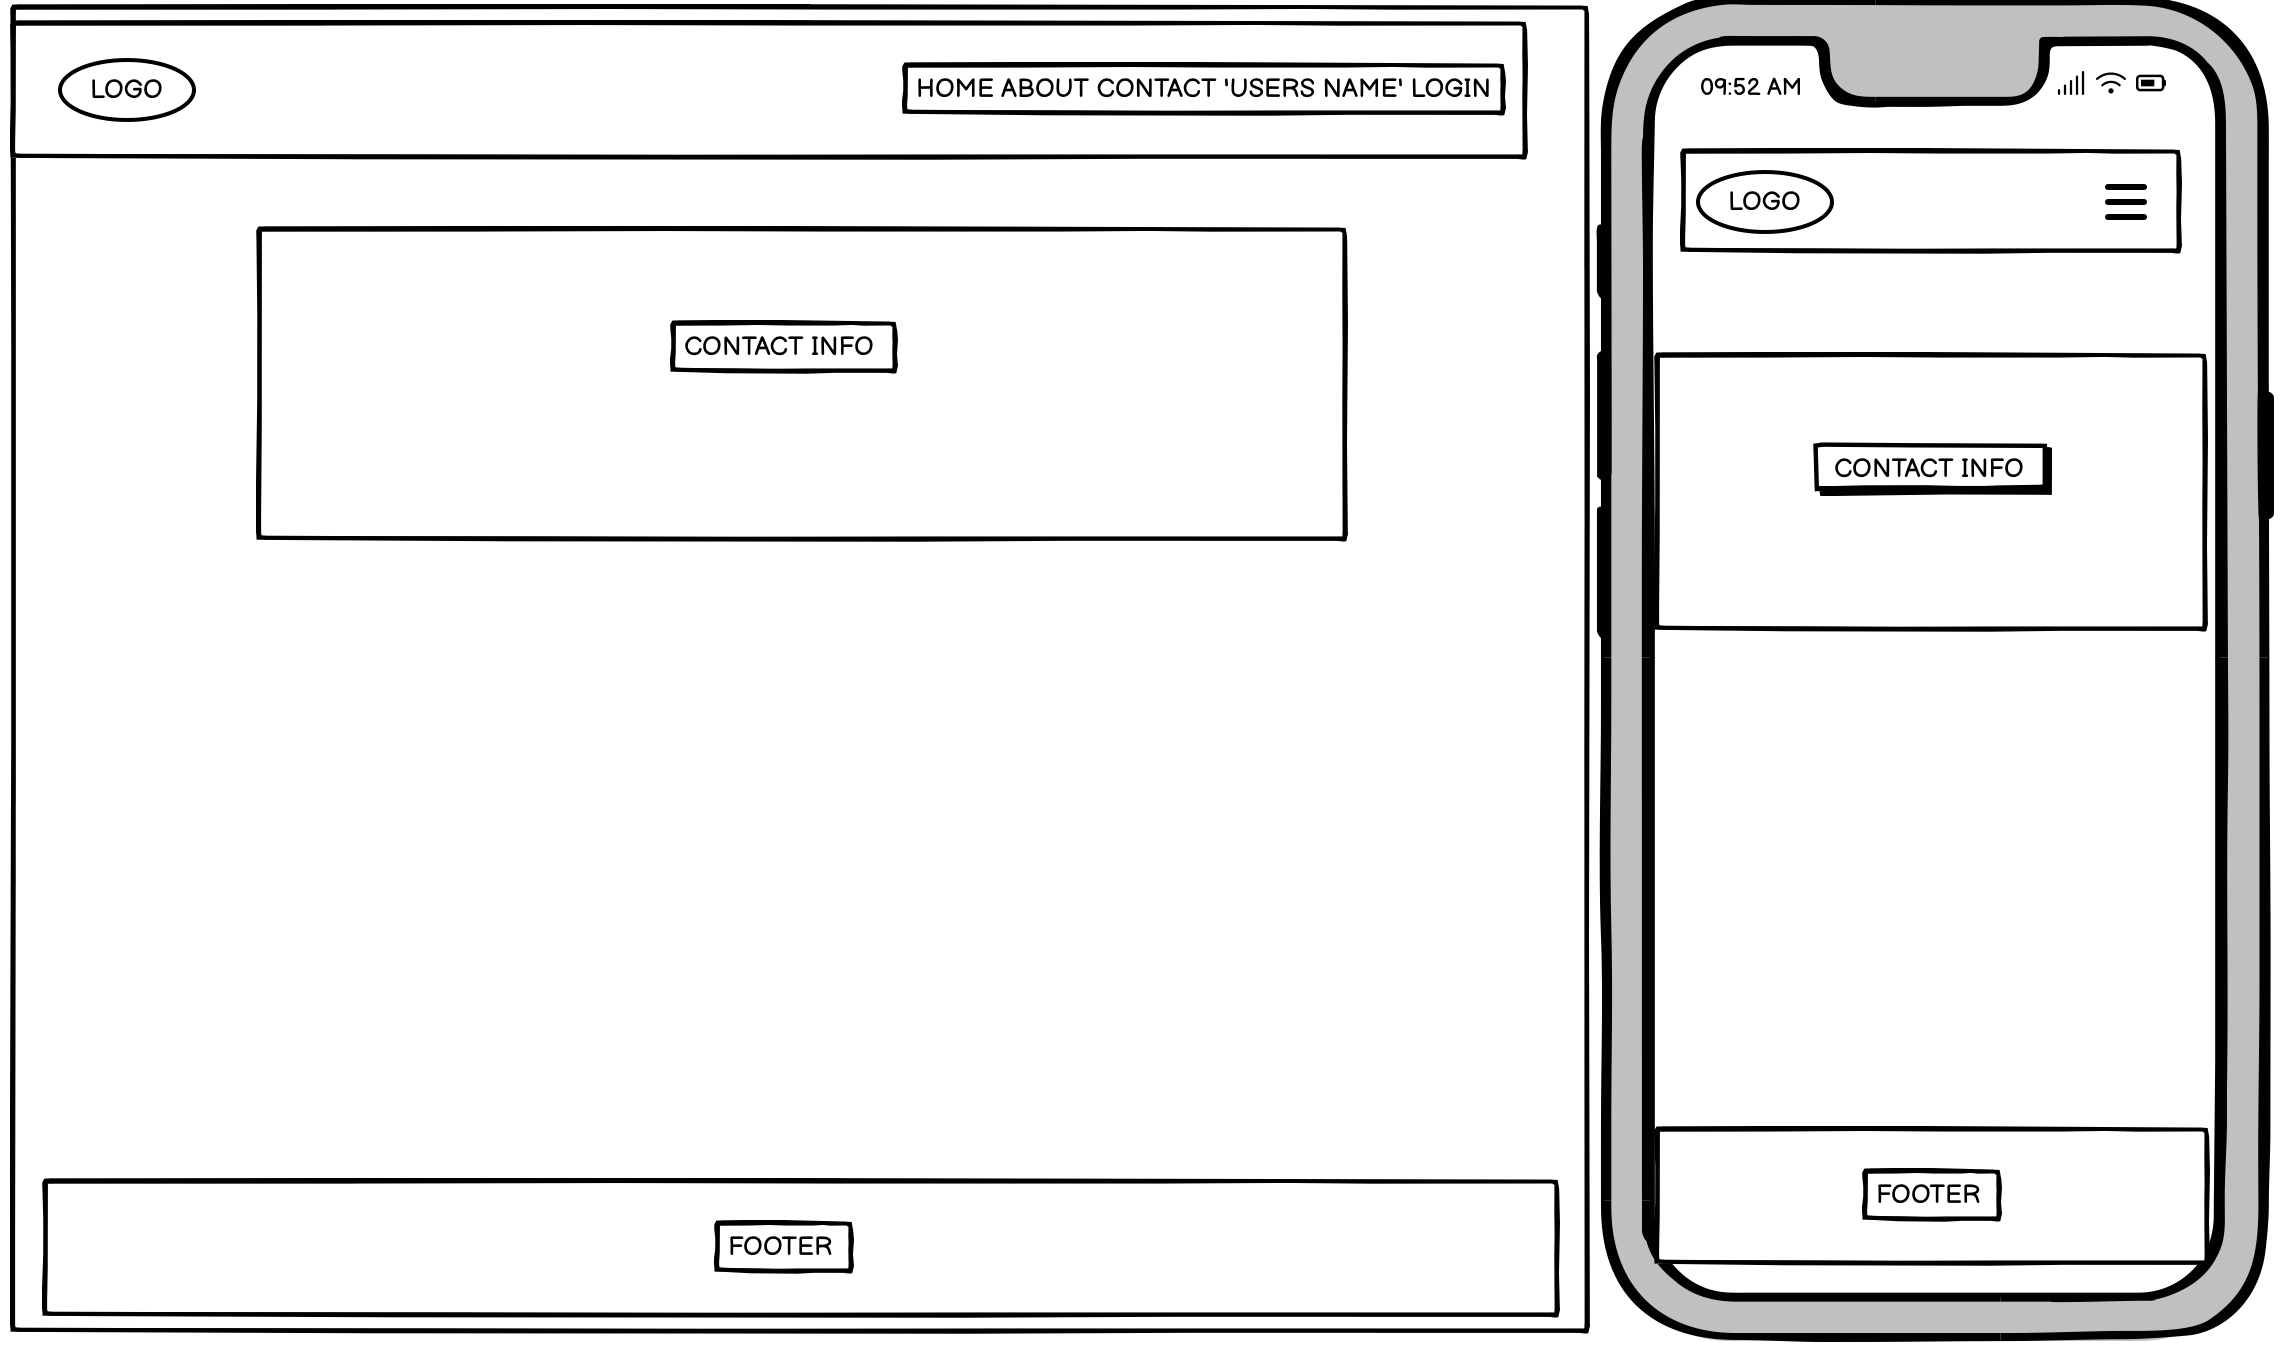 LOGO
HOME ABOUT CONTACT 'USERS NAME' LOGIN
CONTACT INFO
FOOTER
09:52 AM
LOGO
CONTACT INFO
FOOTER